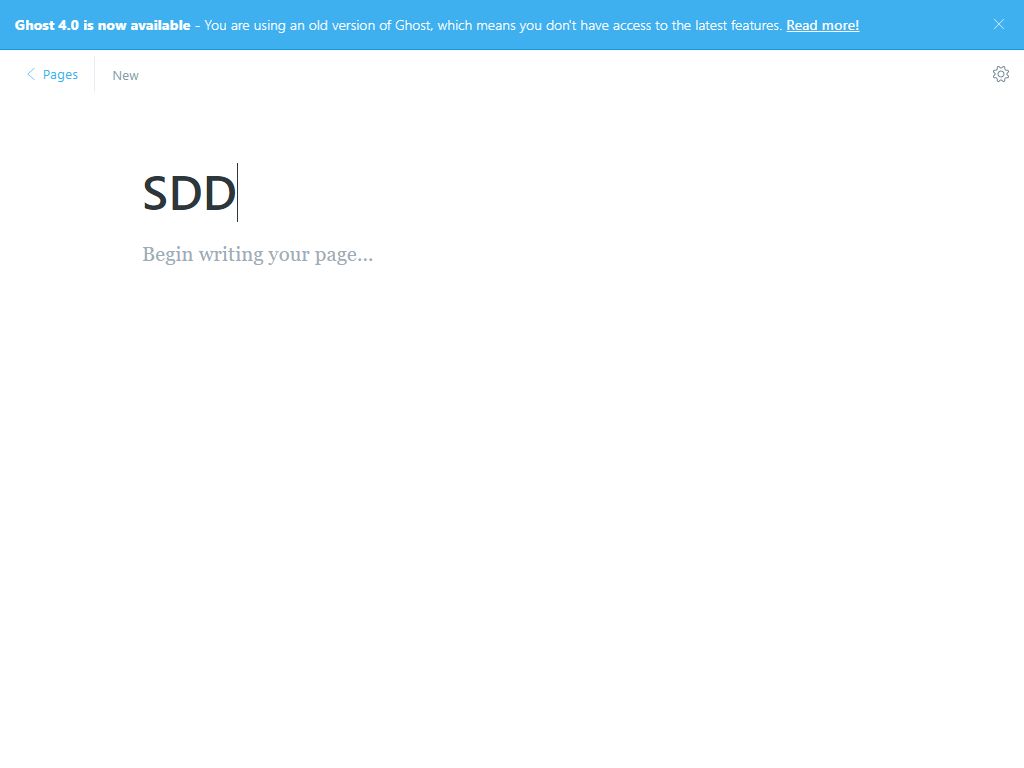 Ghost 4.0 is now available - You are using an old version of Ghost, which means you don't have access to the latest features. Read more!
Pages New
SDD
Begin writing your page...